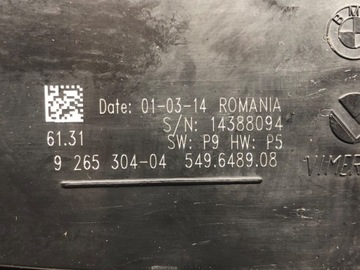 BMW
Date: 01-03-14 ROMANIA
S/N: 14388094
61.31 SW: P9 HW: P5
9 265 304-04 549.6489.08